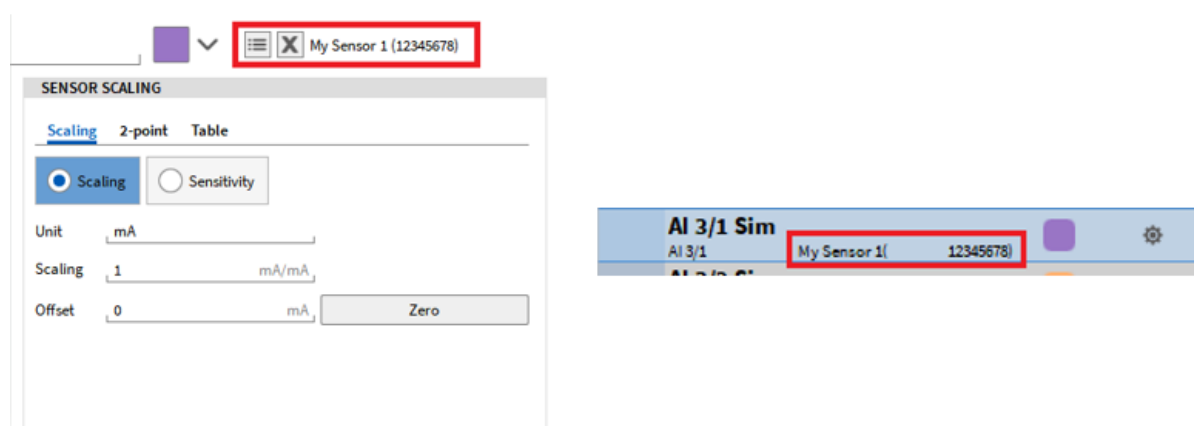 My Sensor 1 (12345678)
SENSOR SCALING
Scaling 2-point Table
Scaling Sensitivity
Unit mA
Scaling 1 mA/mA
Offset 0 mA Zero
AI 3/1 Sim
AI 3/1 My Sensor 1( 12345678)